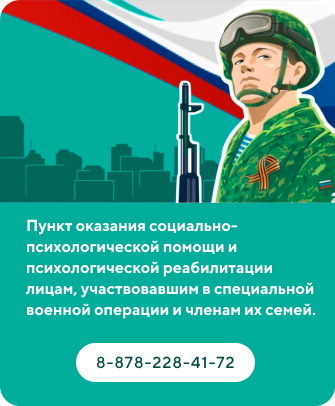 Пункт оказания социально-
психологической помощи и
психологической реабилитации
лицам, участвовавшим в специальной
военной операции и членам их семей.
8-878-228-41-72